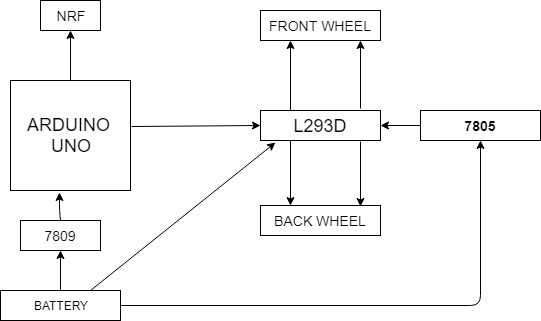 NRF
FRONT WHEEL
ARDUINO
UNO
L293D
7805
BACK WHEEL
7809
BATTERY